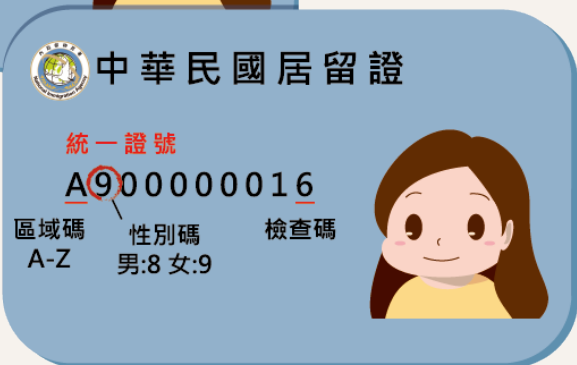 中華民國居留證
統一證號
A900000016
區域碼 性別碼 檢查碼
A-Z 男:8 女:9